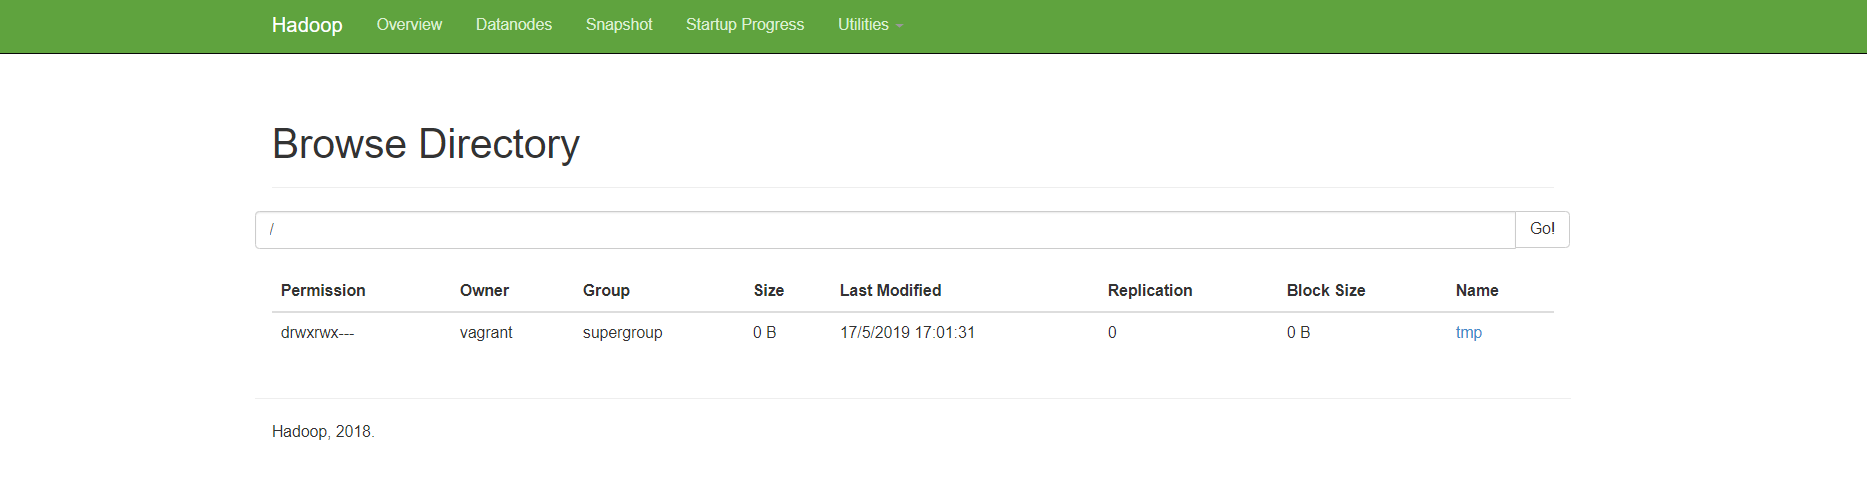 Hadoop Overview Datanodes Snapshot Startup Progress Utilities
Browse Directory
/ Go!
Permission Owner Group Size Last Modified Replication Block Size Name
drwxrwx--- vagrant supergroup 0 B 17/5/2019 17:01:31 0 0 B tmp
Hadoop, 2018.